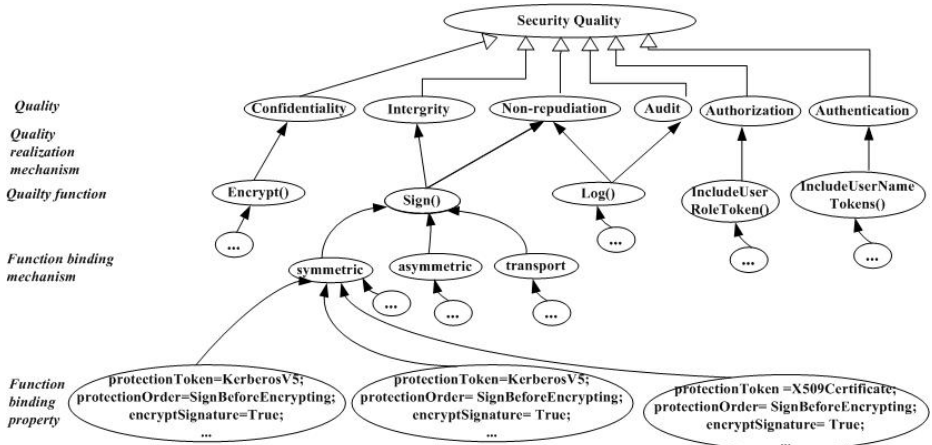 Security Quality
Quality
Confidentiality
Intergrity
Non-repudiation
Audit
Authorization
Authentication
Quality
realization
mechanism
Quailty function
Encrypt()
Sign()
Log()
IncludeUser
RoleToken()
IncludeUserName
Tokens()
...
...
...
...
Function binding
mechanism
symmetric
asymmetric
transport
...
...
...
Function
binding
property
protectionToken=KerberosV5;
protectionOrder=SignBeforeEncrypting;
encryptSignature=True;
...
protectionToken=KerberosV5;
protectionOrder= SignBeforeEncrypting;
encryptSignature= True;
...
protectionToken =X509Certificate;
protectionOrder= SignBeforeEncrypting;
encryptSignature= True;
...